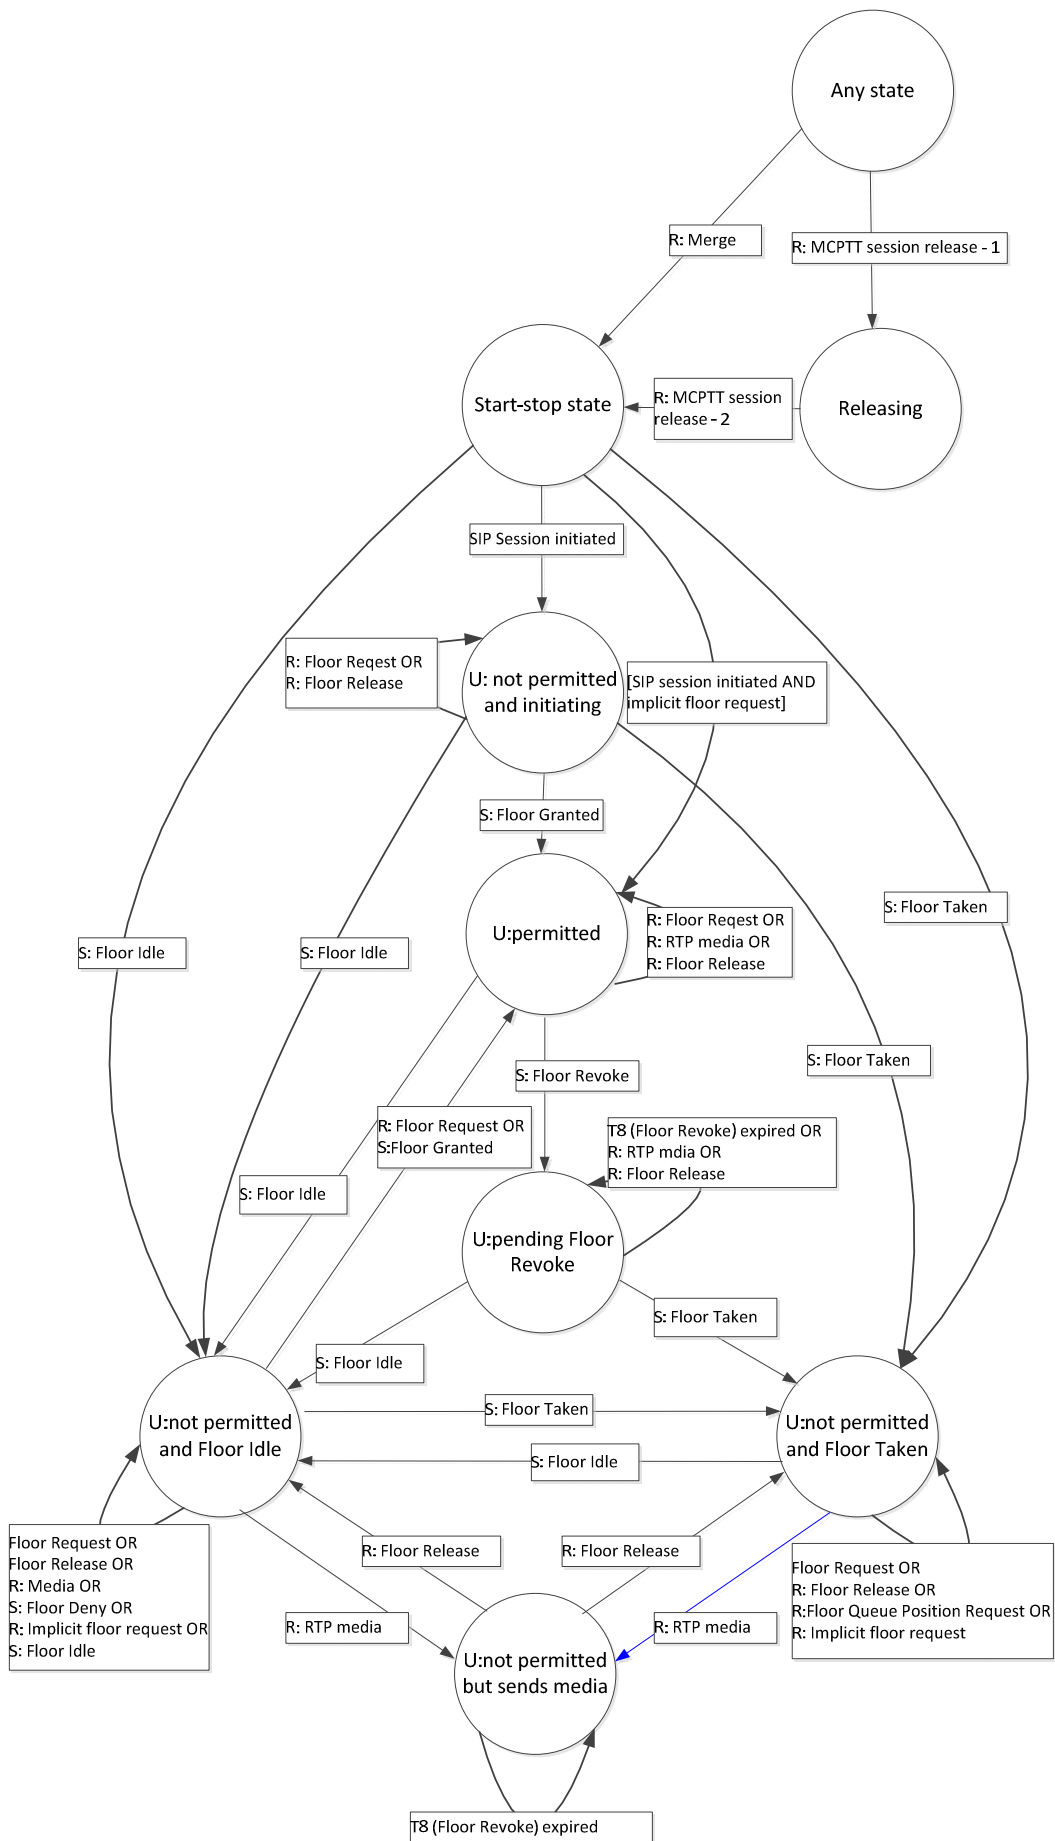 Any state
R: Merge
R: MCPTT session release - 1
Start-stop state
R: MCPTT session
release - 2
Releasing
SIP Session initiated
R: Floor Reqest OR
R: Floor Release
U: not permitted
and initiating
[SIP session initiated AND
implicit floor request]
S: Floor Granted
S: Floor Taken
U:permitted
R: Floor Reqest OR
R: RTP media OR
R: Floor Release
S: Floor Idle
S: Floor Idle
S: Floor Taken
S: Floor Revoke
R: Floor Request OR
S:Floor Granted
T8 (Floor Revoke) expired OR
R: RTP mdia OR
R: Floor Release
S: Floor Idle
U:pending Floor
Revoke
S: Floor Taken
S: Floor Idle
U:not permitted
and Floor Idle
S: Floor Taken
U:not permitted
and Floor Taken
S: Floor Idle
Floor Request OR
Floor Release OR
R: Media OR
S: Floor Deny OR
R: Implicit floor request OR
S: Floor Idle
R: Floor Release
R: Floor Release
Floor Request OR
R: Floor Release OR
R:Floor Queue Position Request OR
R: Implicit floor request
R: RTP media
R: RTP media
U:not permitted
but sends media
T8 (Floor Revoke) expired